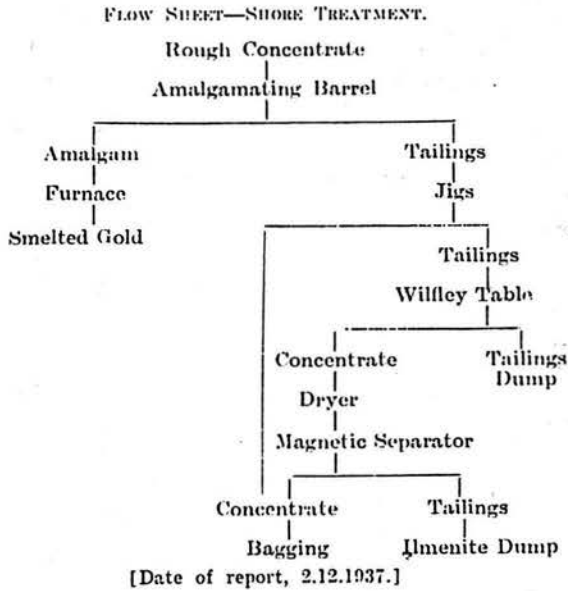 FLOW SHEET—SHORE TREATMENT.
Rough Concentrate
Amalgamating Barrel
Amalgam Tailings
Furnace Jigs
Smelted Gold
Tailings
Wilfley Table
Concentrate Tailings
Dump
Dryer
Magnetic Separator
Concentrate Tailings
Bagging Ilmenite Dump
[Date of report, 2.12.1937.]